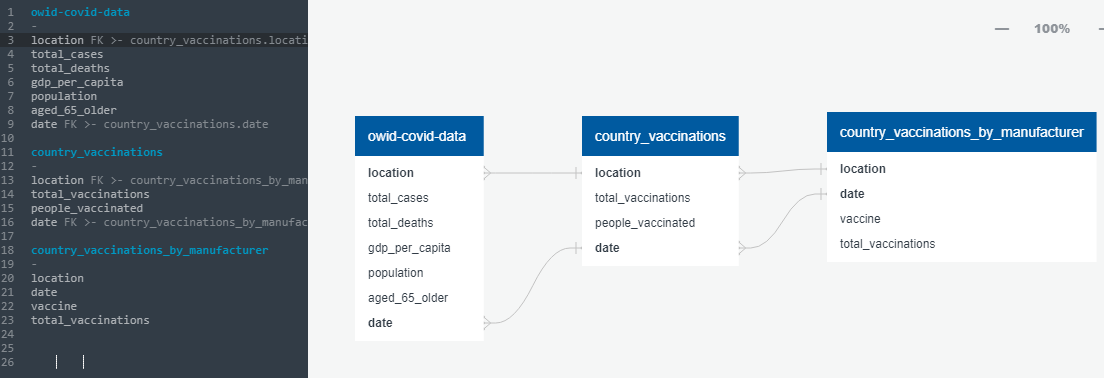 1 owid-covid-data
2 -
3 location FK >- country_vaccinations.locati
4 total_cases
5 total_deaths
6 gdp_per_capita
7 population
8 aged_65_older
9 date FK >- country_vaccinations.date
10
11 country_vaccinations
12 -
13 location FK >- country_vaccinations_by_man
14 total_vaccinations
15 people_vaccinated
16 date FK >- country_vaccinations_by_manufac
17
18 country_vaccinations_by_manufacturer
19 -
20 location
21 date
22 vaccine
23 total_vaccinations
24
25
26
100%
owid-covid-data
location
total_cases
total_deaths
gdp_per_capita
population
aged_65_older
date
country_vaccinations
location
total_vaccinations
people_vaccinated
date
country_vaccinations_by_manufacturer
location
date
vaccine
total_vaccinations